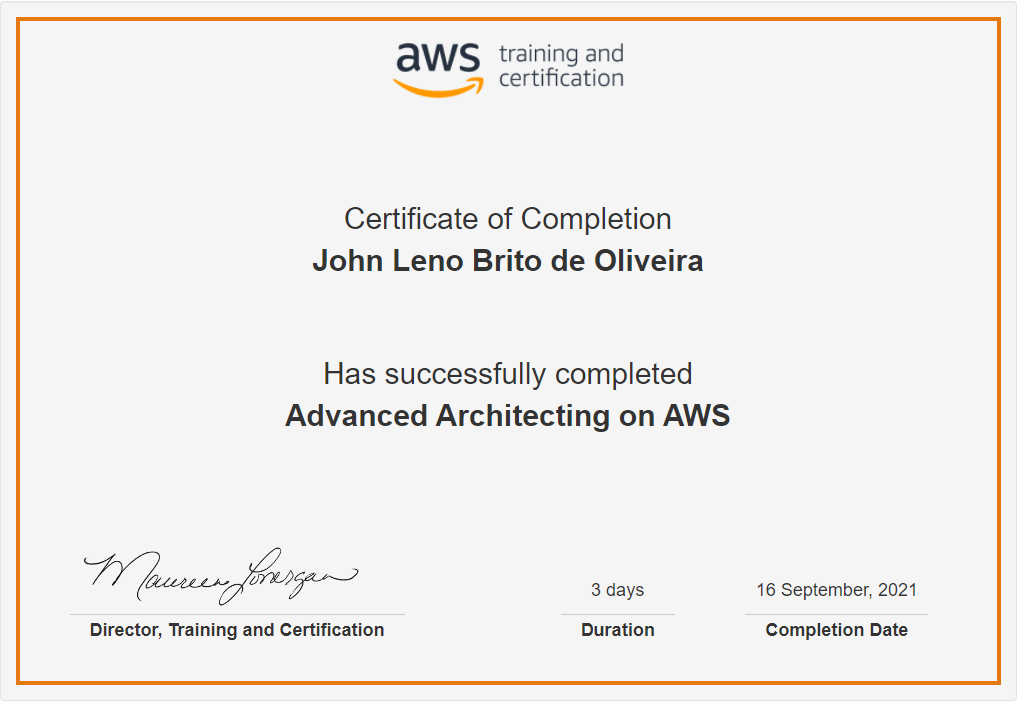 aws training and
certification
Certificate of Completion
John Leno Brito de Oliveira
Has successfully completed
Advanced Architecting on AWS
Maureen Lonergan
3 days
16 September, 2021
Director, Training and Certification
Duration
Completion Date